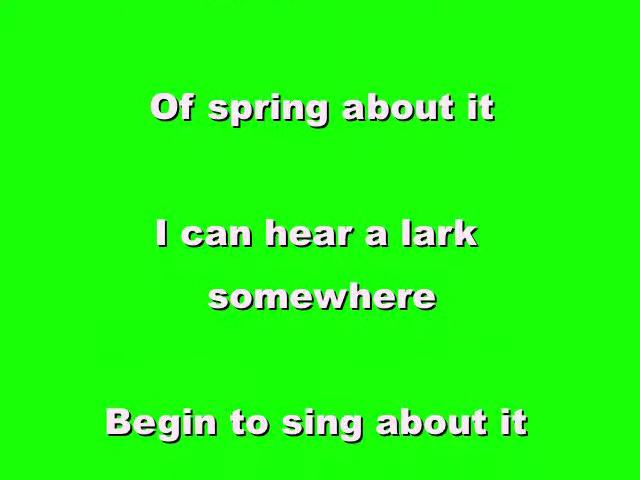 Of spring about it
I can hear a lark
somewhere
Begin to sing about it